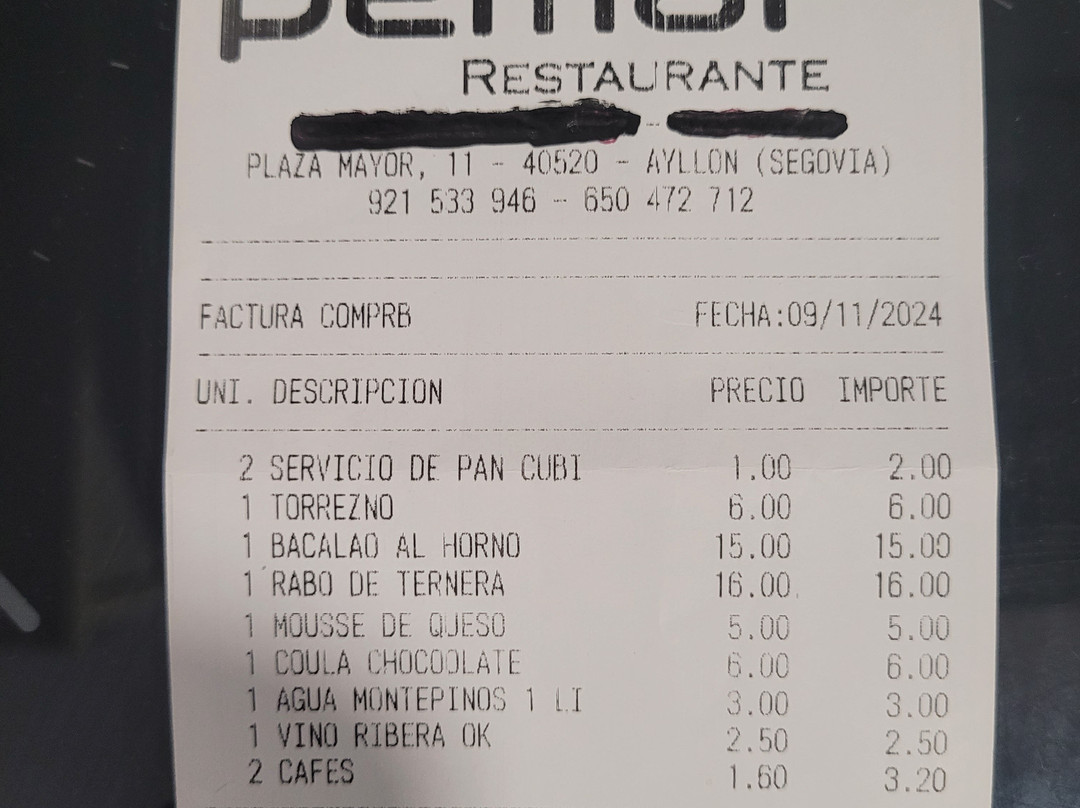 RESTAURANTE
-
PLAZA MAYOR, 11 - 40520 - AYLLON (SEGOVIA)
921 533 946 - 650 472 712
FACTURA COMPRB FECHA:09/11/2024
UNI. DESCRIPCION PRECIO IMPORTE
2 SERVICIO DE PAN CUBI 1.00 2.00
1 TORREZNO 6.00 6.00
1 BACALAO AL HORNO 15.00 15.00
1 RABO DE TERNERA 16.00 16.00
1 MOUSSE DE QUESO 5.00 5.00
1 COULA CHOCOOLATE 6.00 6.00
1 AGUA MONTEPINOS 1 LI 3.00 3.00
1 VINO RIBERA OK 2.50 2.50
2 CAFES 1.60 3.20